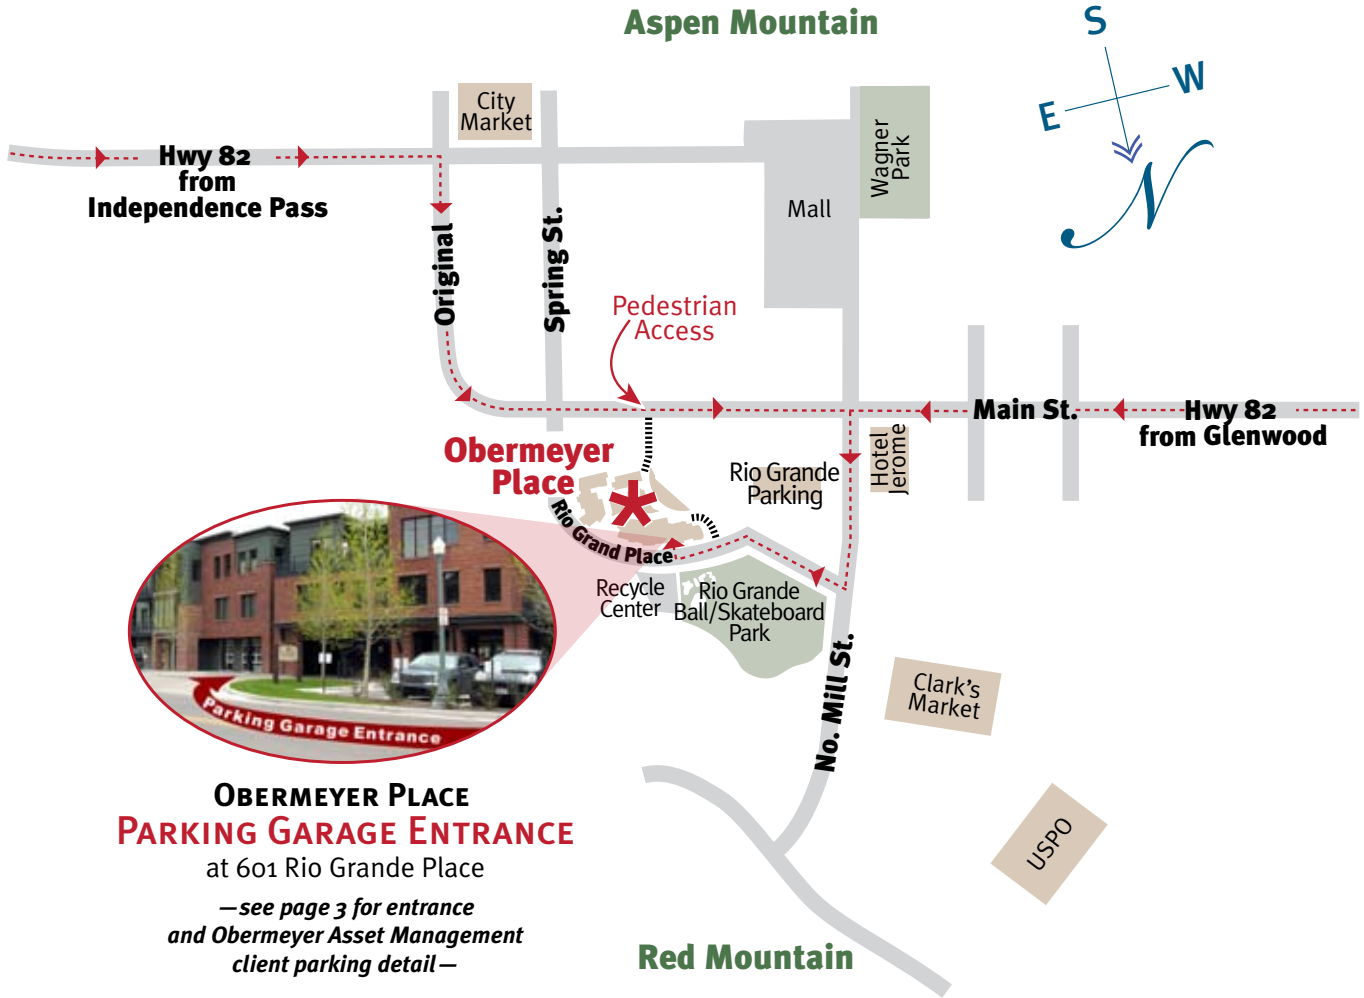 Aspen Mountain
S
W
E
N
City
Market
Wagner
Park
Hwy 82
from
Independence Pass
Mall
Original
Spring St.
Pedestrian
Access
Main St.
Hwy 82
from Glenwood
Obermeyer
Place
Rio Grande
Parking
Hotel
Jerome
Rio Grand Place
Recycle
Center
Rio Grande
Ball/Skateboard
Park
No. Mill St.
Clark's
Market
Parking Garage Entrance
USPO
OBERMEYER PLACE
PARKING GARAGE ENTRANCE
at 601 Rio Grande Place
—see page 3 for entrance
and Obermeyer Asset Management
client parking detail—
Red Mountain